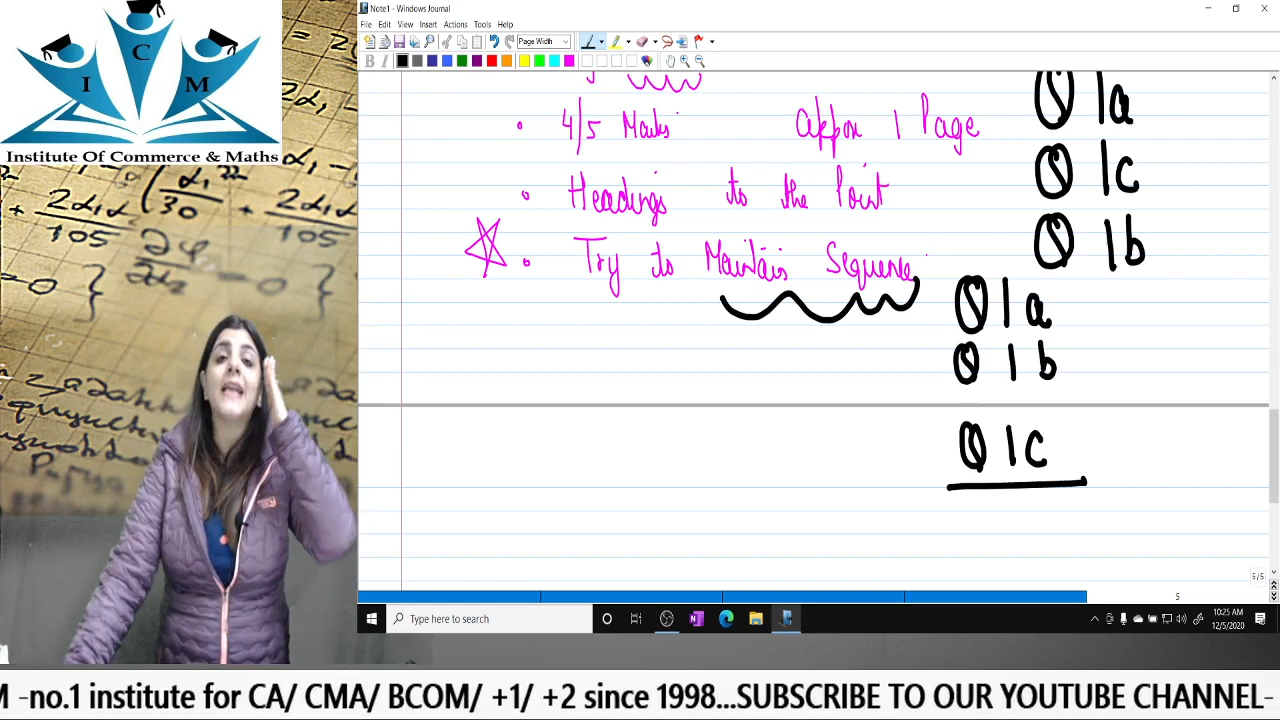 Note1 - Windows Journal
File Edit View Insert Actions Tools Help
Page Width
B I
I C M
Institute Of Commerce & Maths
• 4/5 Marks Appox 1 Page
• Headings to the Point
• Try to Maintain Sequence
Q 1a
Q 1c
Q 1b
Q 1a
Q 1b
Q 1c
5/5
5
Type here to search
10:25 AM
12/5/2020
M -no.1 institute for CA/ CMA/ BCOM/ +1/ +2 since 1998...SUBSCRIBE TO OUR YOUTUBE CHANNEL-